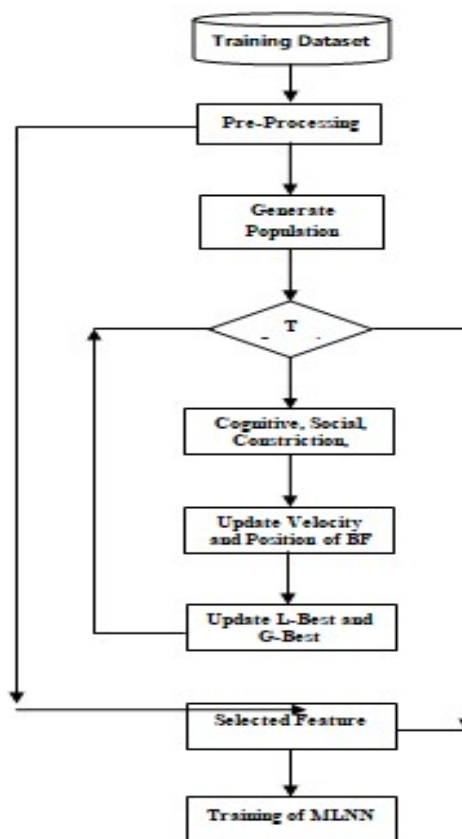 Training Dataset
Pre-Processing
Generate
Population
T
Cognitive, Social,
Constriction,
Update Velocity
and Position of BF
Update L-Best and
G-Best
Selected Feature
Training of MLNN